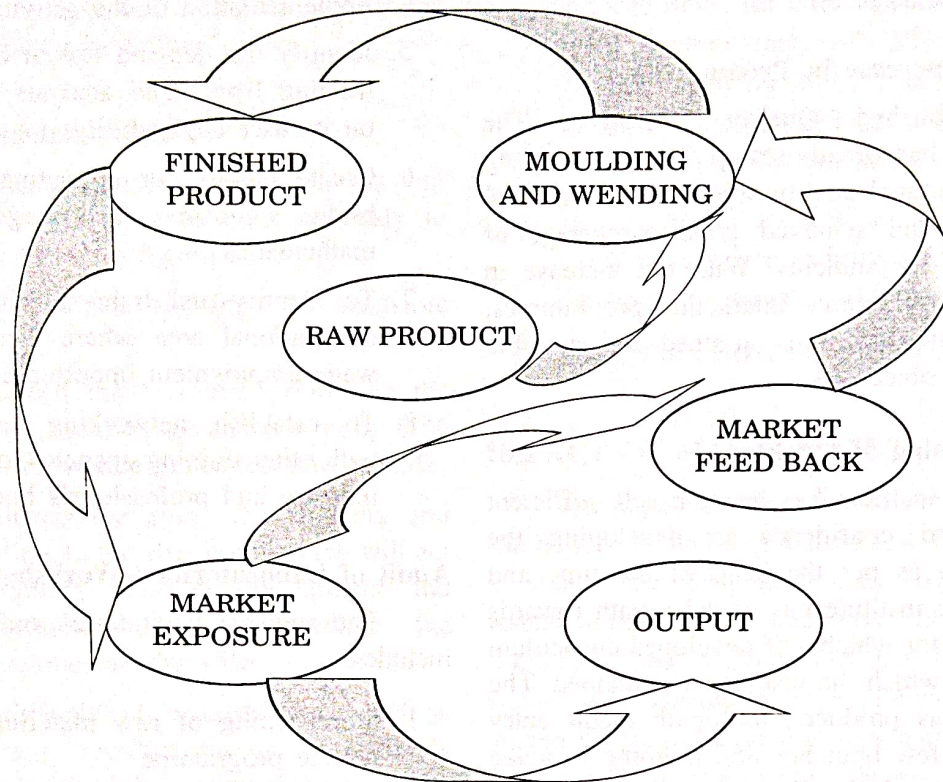 FINISHED
PRODUCT
MOULDING
AND WENDING
RAW PRODUCT
MARKET
FEED BACK
MARKET
EXPOSURE
OUTPUT